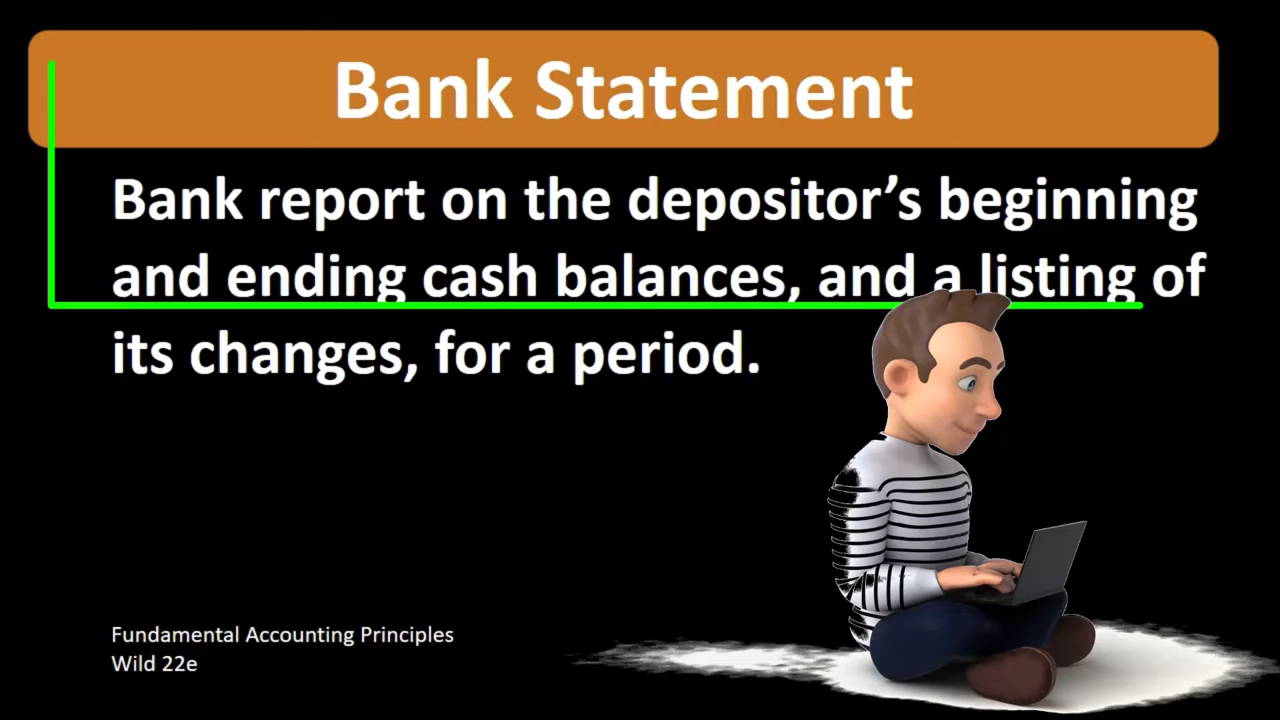 Bank Statement
Bank report on the depositor’s beginning
and ending cash balances, and a listing of
its changes, for a period.
Fundamental Accounting Principles
Wild 22e